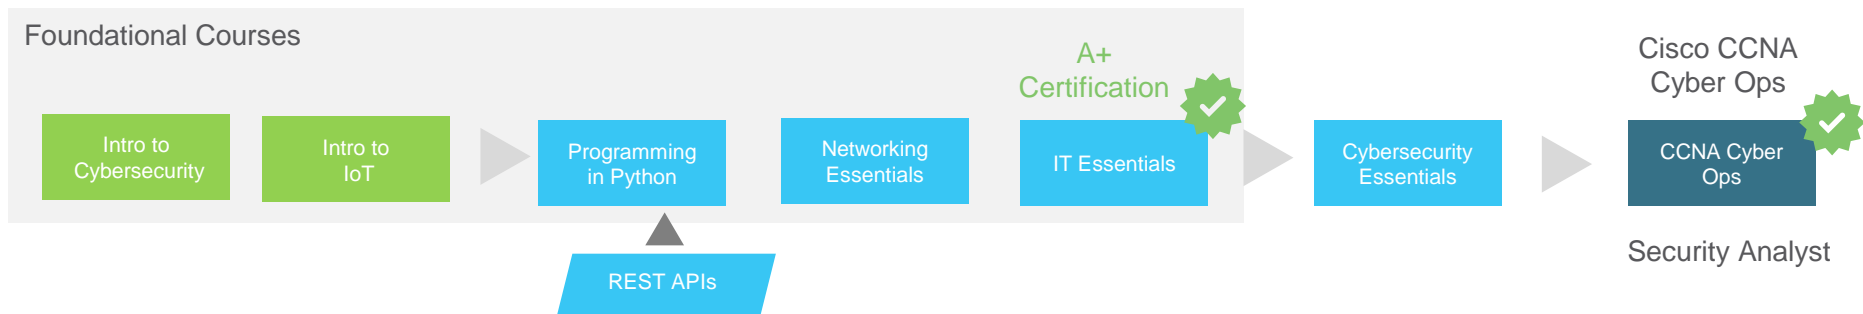 Foundational Courses
A+
Certification
Cisco CCNA
Cyber Ops
Intro to
Cybersecurity
Intro to
IoT
Programming
in Python
Networking
Essentials
IT Essentials
Cybersecurity
Essentials
CCNA Cyber
Ops
REST APIs
Security Analyst